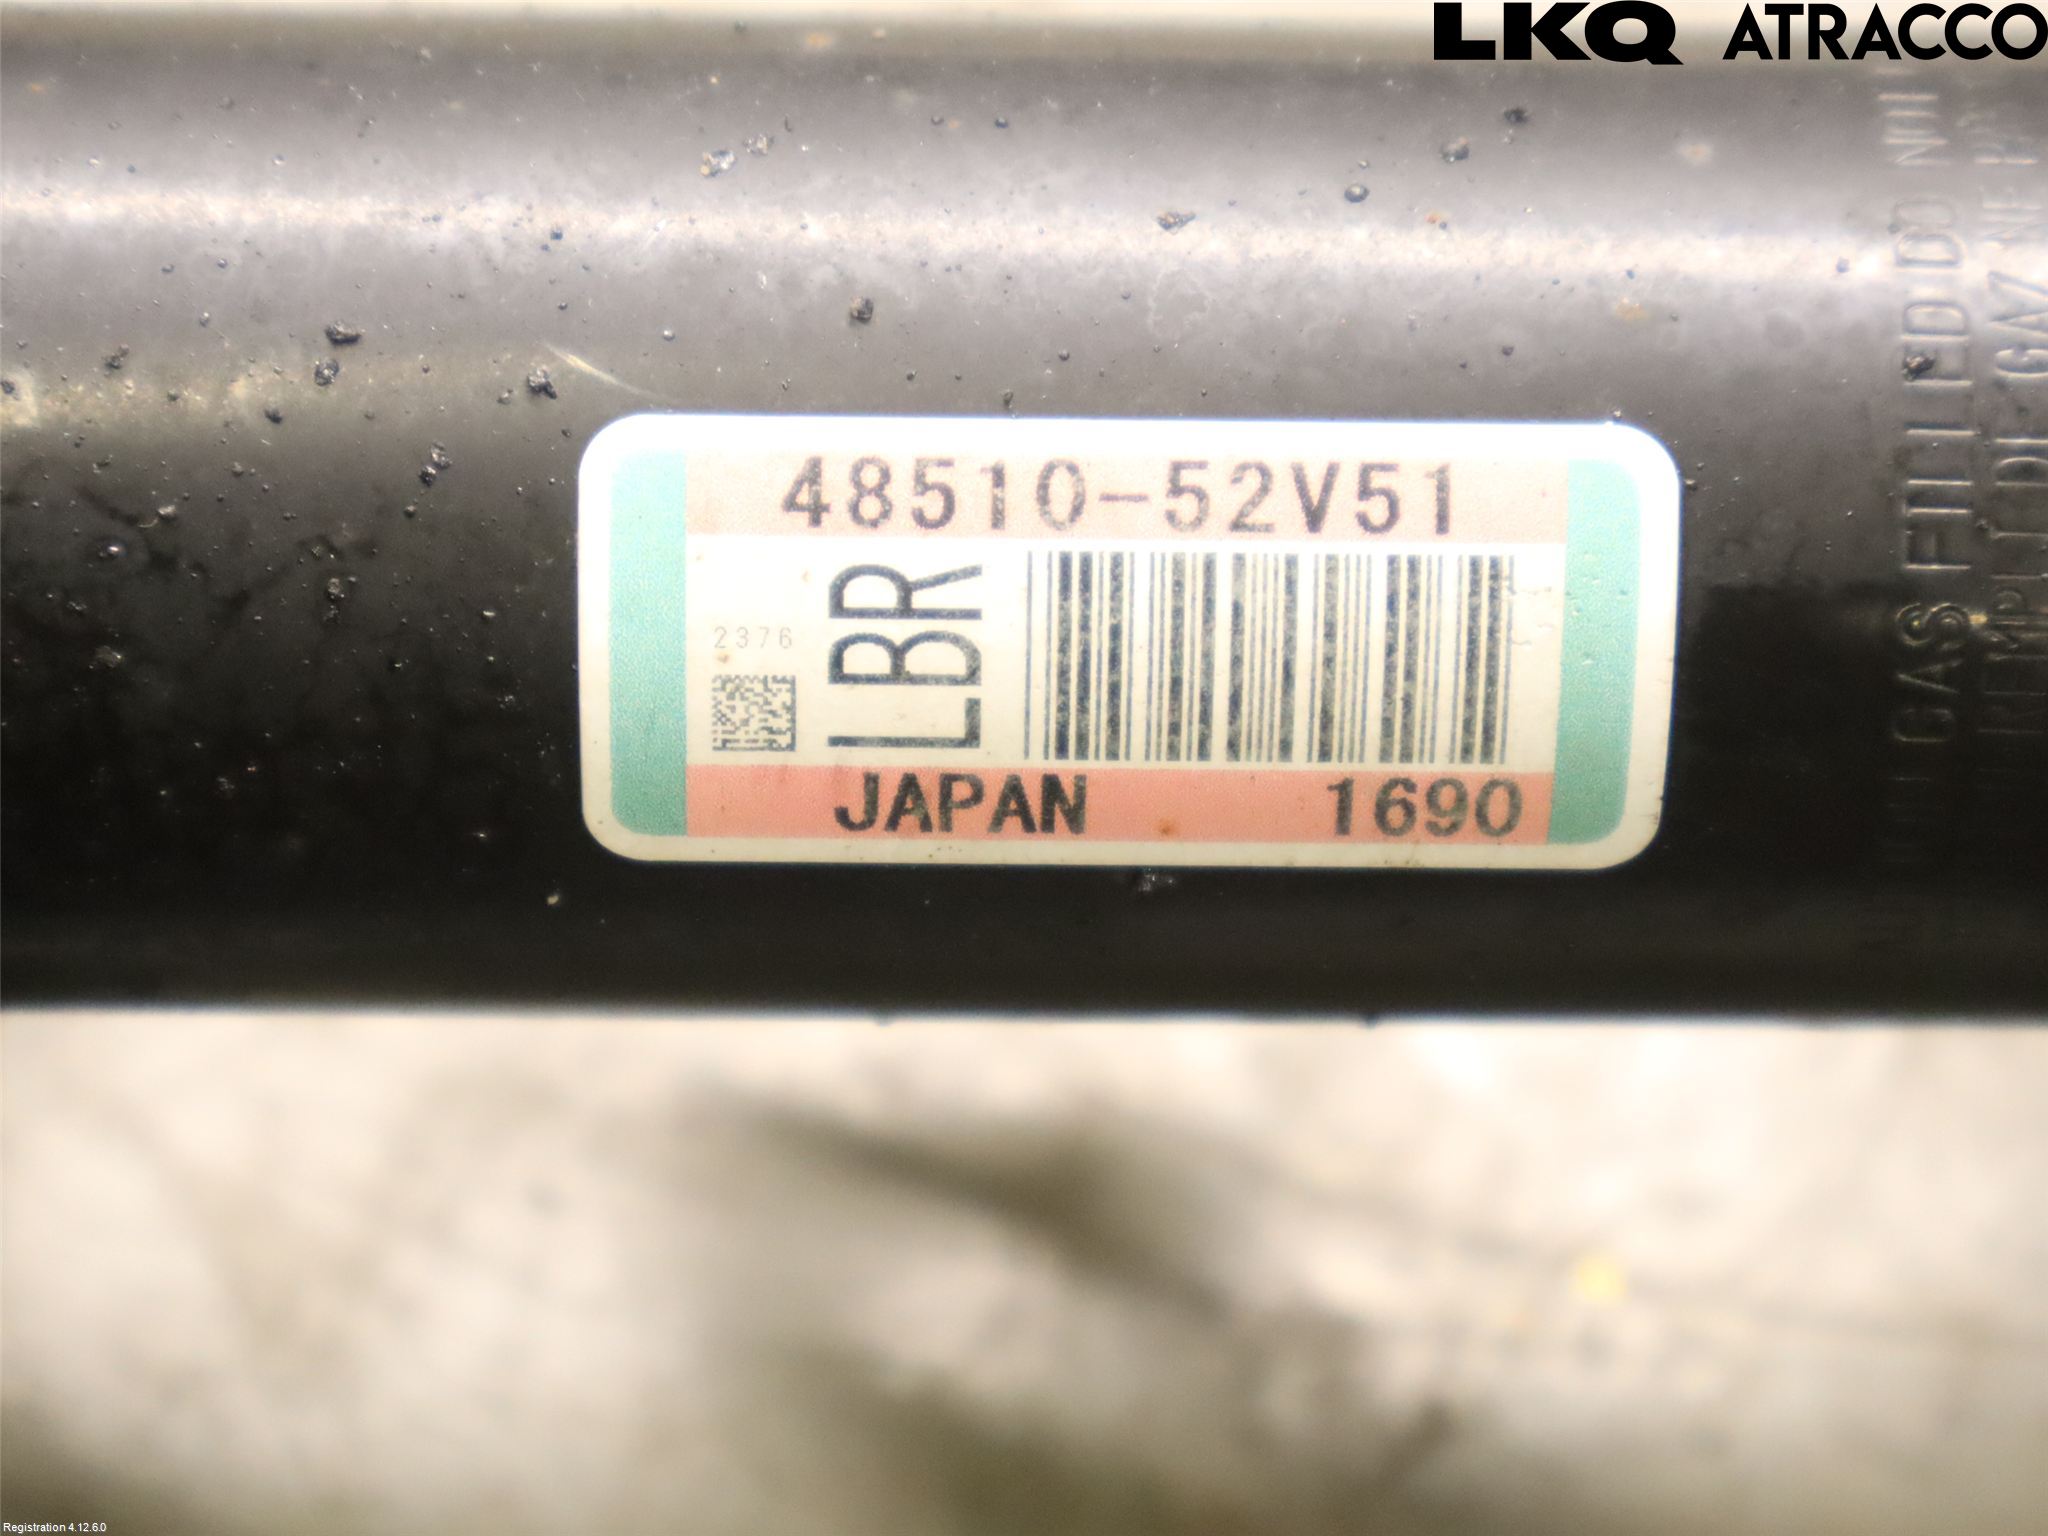 LKQ ATRACCO
48510-52V51
2376
LBR
JAPAN 1690
GAS FILLED DO NOT
Registration 4.12.6.0